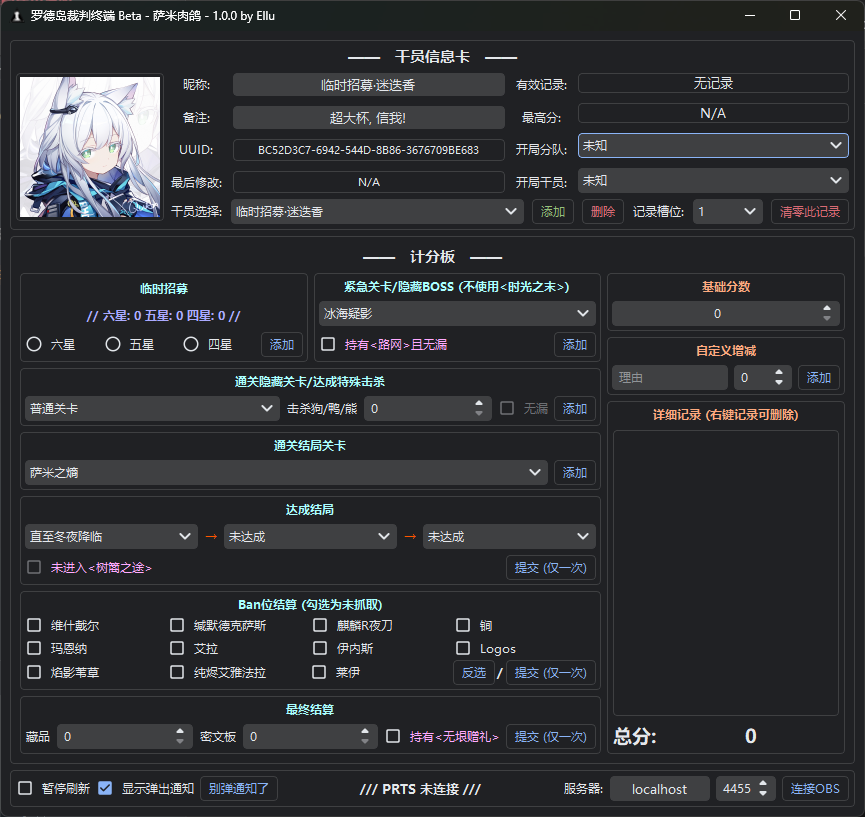 罗德岛裁判终端 Beta - 萨米肉鸽 - 1.0.0 by Ellu
干员信息卡
昵称: 临时招募·迷迭香 有效记录: 无记录
备注: 超大杯, 信我! 最高分: N/A
UUID: BC52D3C7-6942-544D-8B86-3676709BE683 开局分队: 未知
最后修改: N/A 开局干员: 未知
干员选择: 临时招募·迷迭香 添加 删除 记录槽位: 1 清零此记录
计分板
临时招募
// 六星: 0 五星: 0 四星: 0 //
六星 五星 四星 添加
紧急关卡/隐藏BOSS (不使用<时光之末>)
冰海疑影
持有<路网>且无漏 添加
基础分数
0
通关隐藏关卡/达成特殊击杀
普通关卡 击杀狗/鸭/熊 0 无漏 添加
自定义增减
理由 0 添加
通关结局关卡
萨米之熵 添加
详细记录 (右键记录可删除)
达成结局
直至冬夜降临 → 未达成 → 未达成
未进入<树篱之途> 提交 (仅一次)
Ban位结算 (勾选为未抓取)
维什戴尔 缄默德克萨斯 麒麟R夜刀 锏
玛恩纳 艾拉 伊内斯 Logos
焰影苇草 纯烬艾雅法拉 莱伊 反选 / 提交 (仅一次)
最终结算
藏品 0 密文板 0 持有<无垠赠礼> 提交 (仅一次)
总分: 0
暂停刷新 显示弹出通知 别弹通知了 /// PRTS 未连接 /// 服务器: localhost 4455 连接OBS